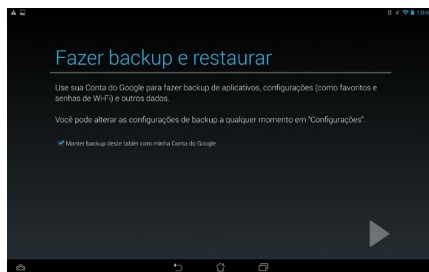 Fazer backup e restaurar
Use sua Conta do Google para fazer backup de aplicativos, configurações (como favoritos e
senhas de Wi-Fi) e outros dados.
Você pode alterar as configurações de backup a qualquer momento em "Configurações".
Manter backup deste tablet com minha Conta do Google